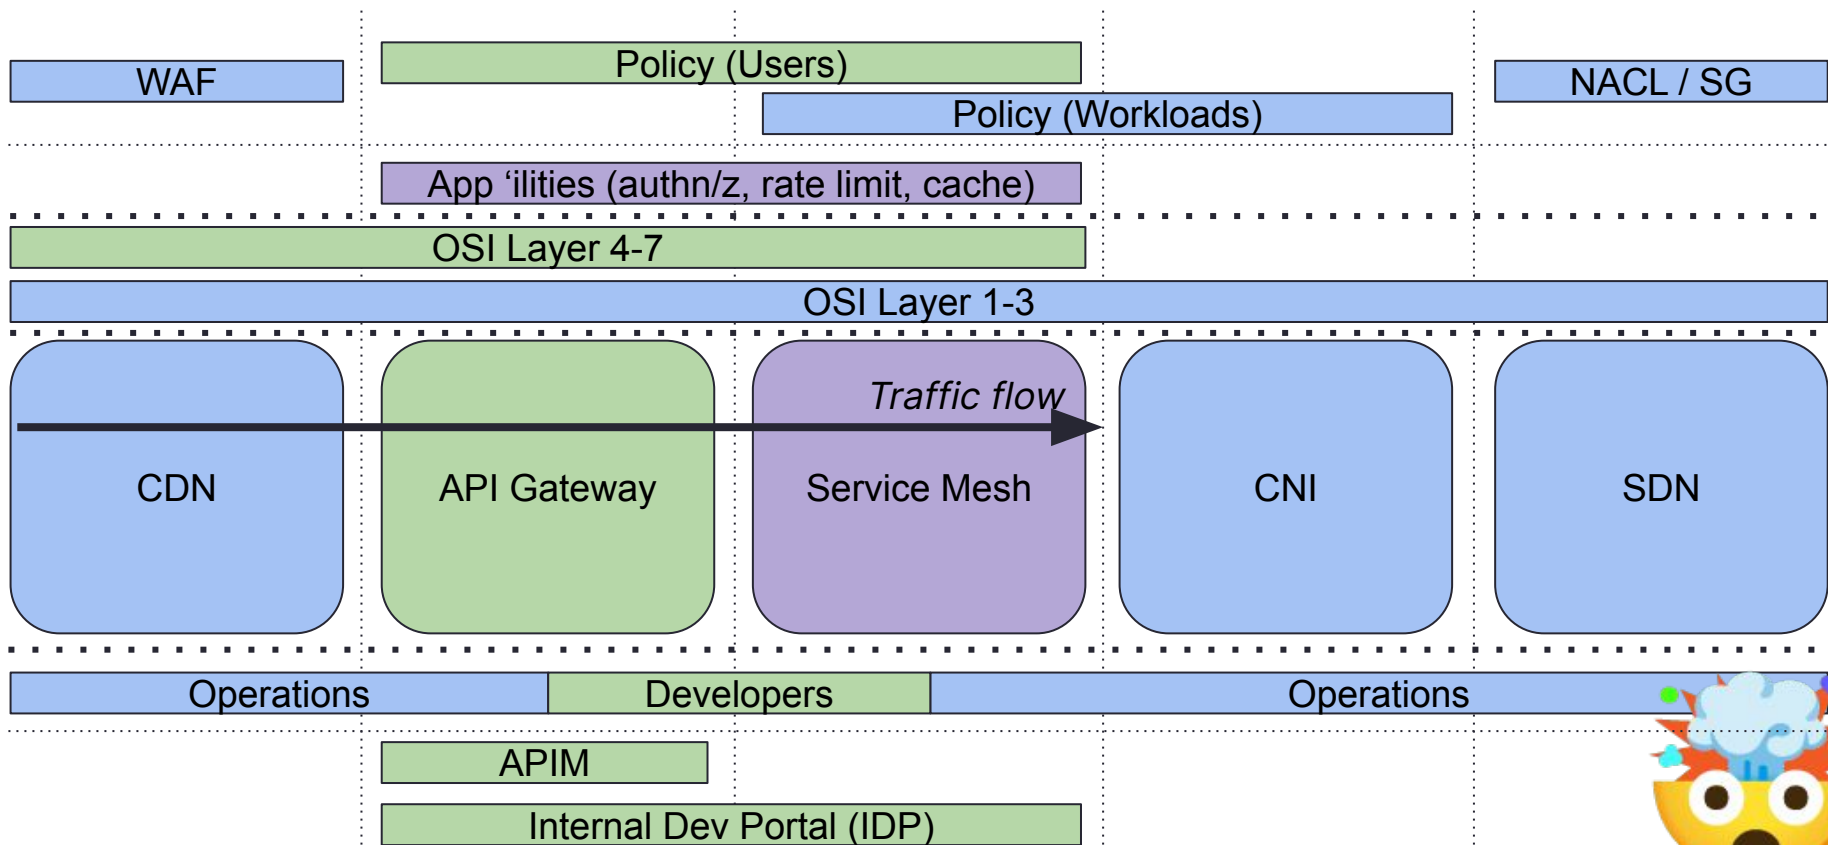 WAF
Policy (Users)
NACL / SG
Policy (Workloads)
App ‘ilities (authn/z, rate limit, cache)
OSI Layer 4-7
OSI Layer 1-3
Traffic flow
CDN
API Gateway
Service Mesh
CNI
SDN
Operations
Developers
Operations
APIM
Internal Dev Portal (IDP)